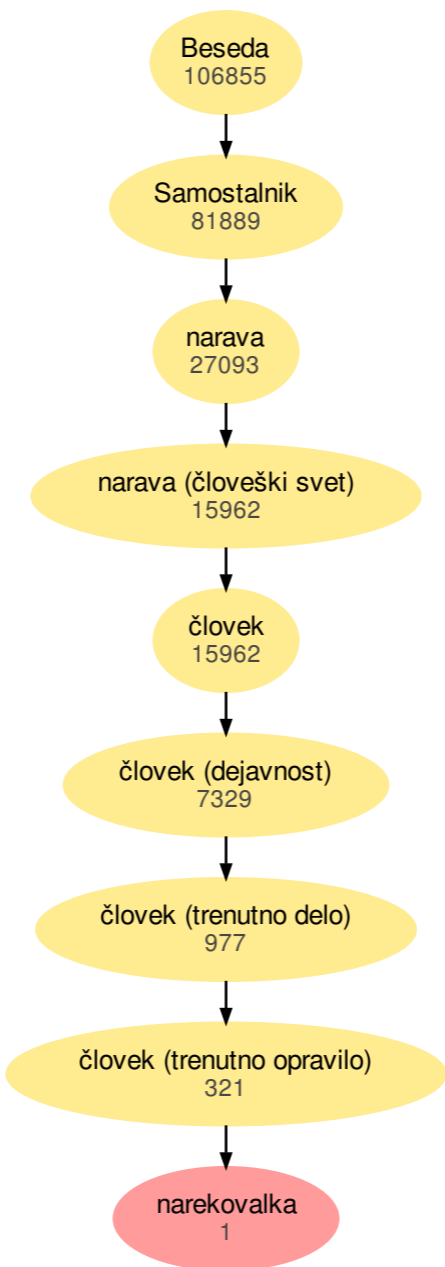 Beseda
106855
Samostalnik
81889
narava
27093
narava (človeški svet)
15962
človek
15962
človek (dejavnost)
7329
človek (trenutno delo)
977
človek (trenutno opravilo)
321
narekovalka
1